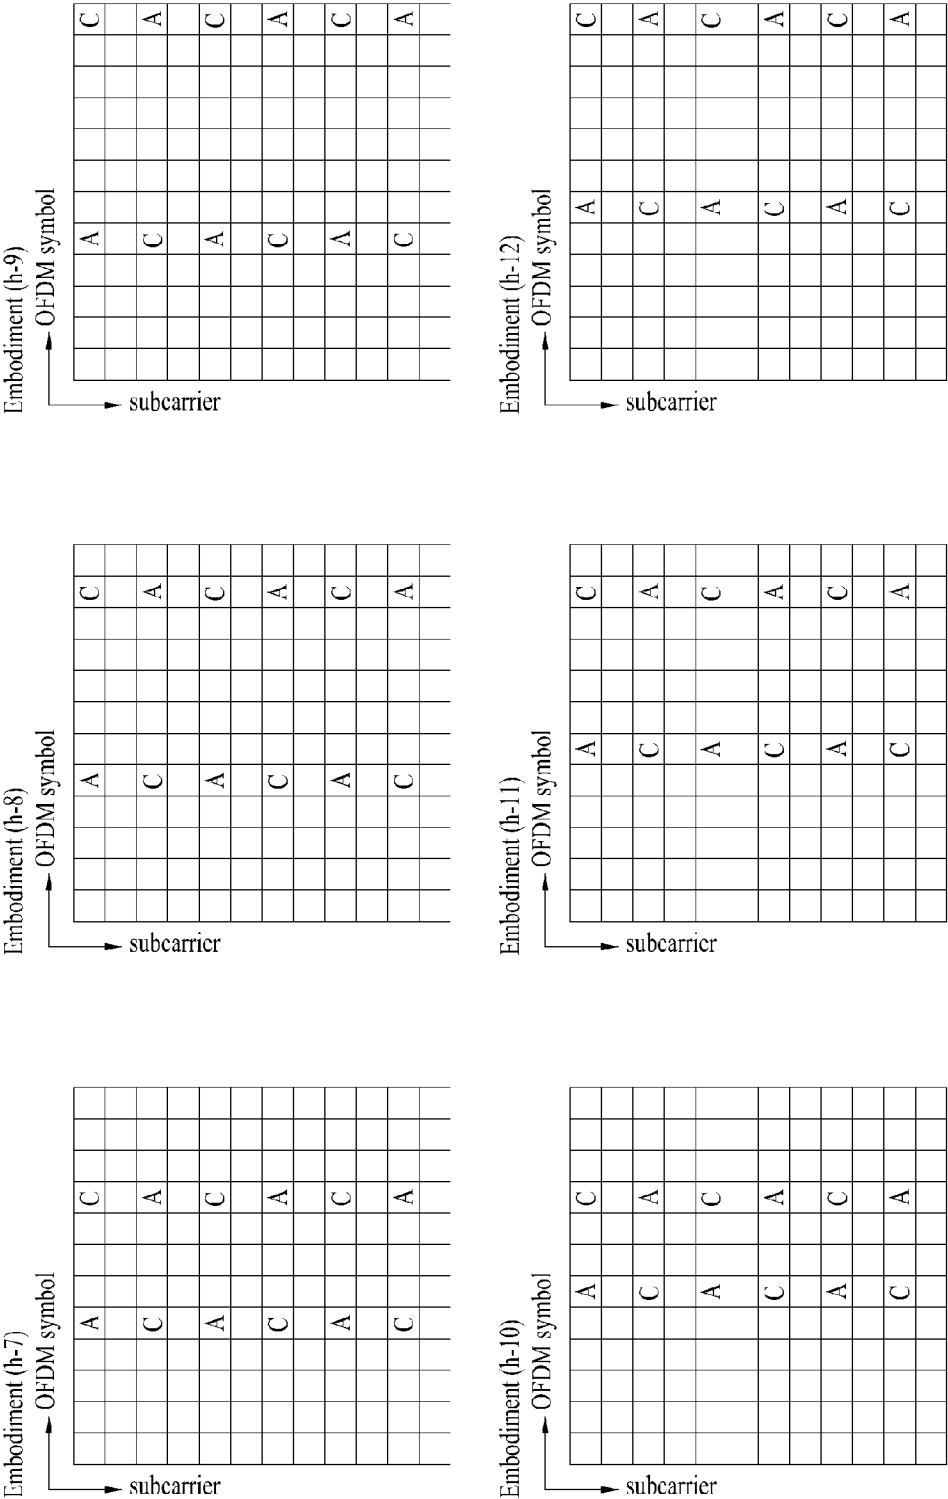 Embodiment (h-7)
OFDM symbol
subcarrier
A C
C A
A C
C A
A C
C A
Embodiment (h-8)
OFDM symbol
subcarrier
A C
C A
A C
C A
A C
C A
Embodiment (h-9)
OFDM symbol
subcarrier
A C
C A
A C
C A
A C
C A
Embodiment (h-10)
OFDM symbol
subcarrier
A C
C A
A C
C A
A C
C A
Embodiment (h-11)
OFDM symbol
subcarrier
A C
C A
A C
C A
A C
C A
Embodiment (h-12)
OFDM symbol
subcarrier
A C
C A
A C
C A
A C
C A